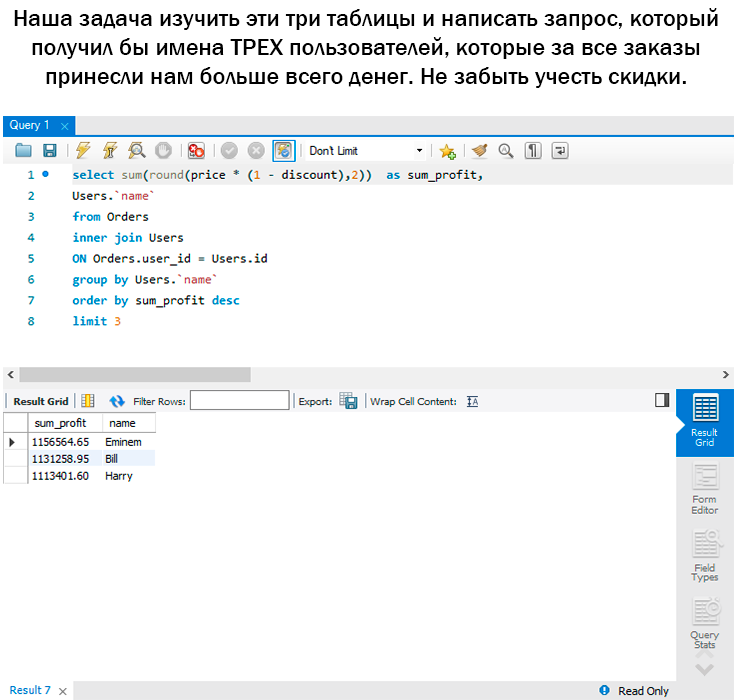 Наша задача изучить эти три таблицы и написать запрос, который
получил бы имена ТРЕХ пользователей, которые за все заказы
принесли нам больше всего денег. Не забыть учесть скидки.
Query 1
Don't Limit
1 select sum(round(price * (1 - discount),2))  as sum_profit,
2 Users.`name`
3 from Orders
4 inner join Users
5 ON Orders.user_id = Users.id
6 group by Users.`name`
7 order by sum_profit desc
8 limit 3
Result Grid Filter Rows: Export: Wrap Cell Content:
sum_profit name
1156564.65 Eminem
1131258.95 Bill
1113401.60 Harry
Result
Grid
Form
Editor
Field
Types
Query
Stats
Result 7 Read Only